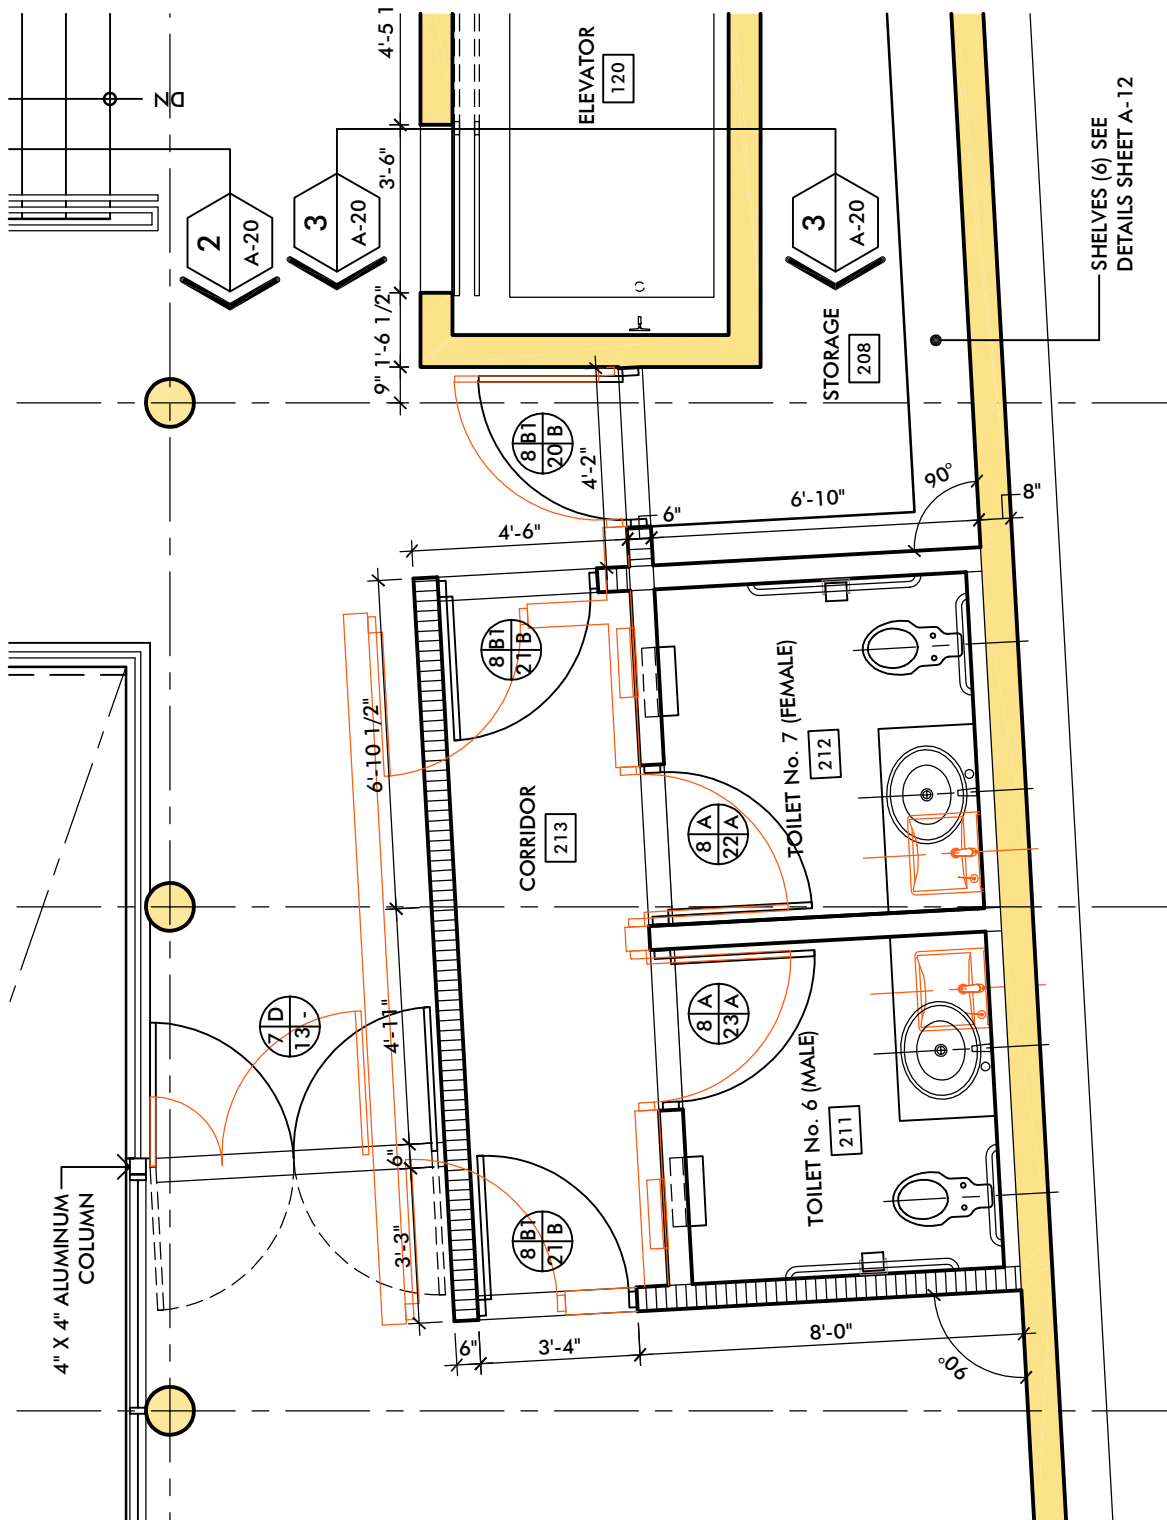 4'-5 1
DN
ELEVATOR
120
3'-6"
2
A-20
3
A-20
3
A-20
SHELVES (6) SEE
DETAILS SHEET A-12
1'-6 1/2"
9"
STORAGE
208
8 B1
20 B
4'-2"
6"
6'-10"
90°
8"
4'-6"
8 B1
21 B
6'-10 1/2"
CORRIDOR
213
TOILET No. 7 (FEMALE)
212
8 A
22 A
7 D
13 -
4'-11"
8 A
23 A
TOILET No. 6 (MALE)
211
4" X 4" ALUMINUM
COLUMN
6"
3'-3"
8 B1
21 B
6"
3'-4"
8'-0"
90°